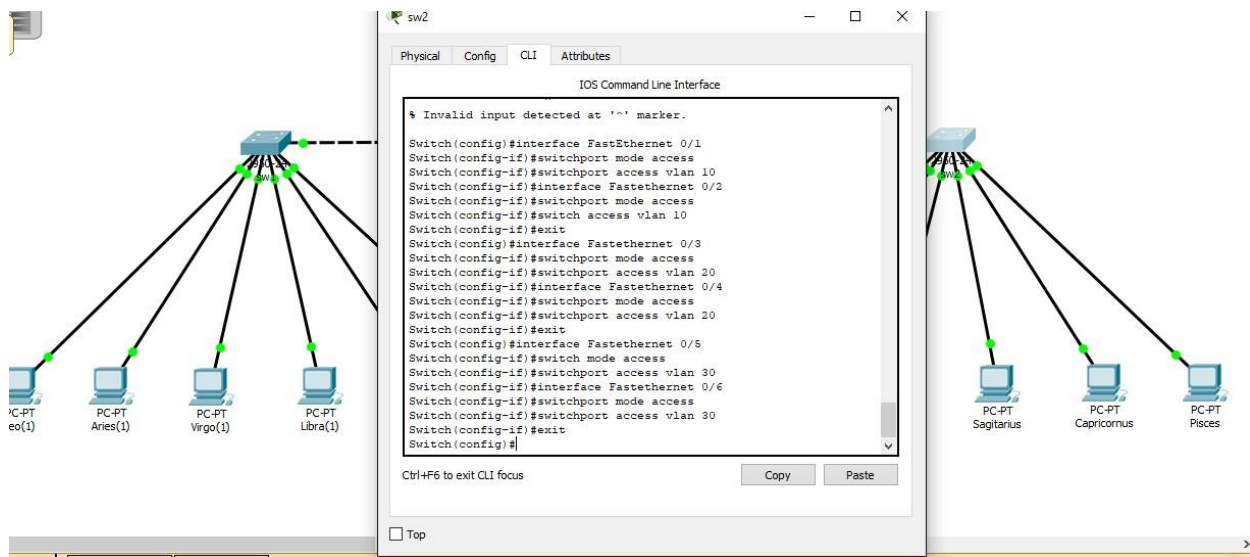 sw2
Physical Config CLI Attributes
IOS Command Line Interface
% Invalid input detected at '^' marker.
Switch(config)#interface FastEthernet 0/1
Switch(config-if)#switchport mode access
Switch(config-if)#switchport access vlan 10
Switch(config-if)#interface Fastethernet 0/2
Switch(config-if)#switchport mode access
Switch(config-if)#switch access vlan 10
Switch(config-if)#exit
Switch(config)#interface Fastethernet 0/3
Switch(config-if)#switchport mode access
Switch(config-if)#switchport access vlan 20
Switch(config-if)#interface Fastethernet 0/4
Switch(config-if)#switchport mode access
Switch(config-if)#switchport access vlan 20
Switch(config-if)#exit
Switch(config)#interface Fastethernet 0/5
Switch(config-if)#switch mode access
Switch(config-if)#switchport access vlan 30
Switch(config-if)#interface Fastethernet 0/6
Switch(config-if)#switchport mode access
Switch(config-if)#switchport access vlan 30
Switch(config-if)#exit
Switch(config)#
Ctrl+F6 to exit CLI focus
Copy
Paste
Top
PC-PT
eo(1)
PC-PT
Aries(1)
PC-PT
Virgo(1)
PC-PT
Libra(1)
SW2
PC-PT
Sagitarius
PC-PT
Capricornus
PC-PT
Pisces